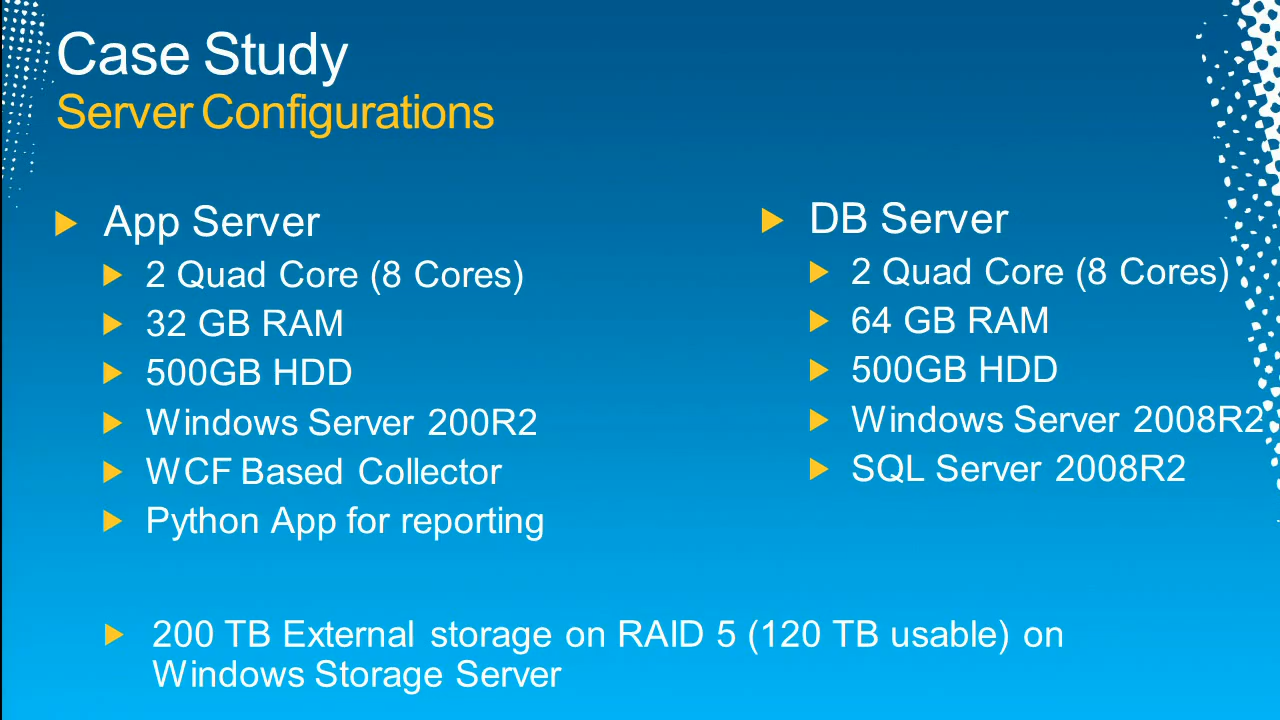 Case Study
Server Configurations
App Server
2 Quad Core (8 Cores)
32 GB RAM
500GB HDD
Windows Server 200R2
WCF Based Collector
Python App for reporting
DB Server
2 Quad Core (8 Cores)
64 GB RAM
500GB HDD
Windows Server 2008R2
SQL Server 2008R2
200 TB External storage on RAID 5 (120 TB usable) on
Windows Storage Server